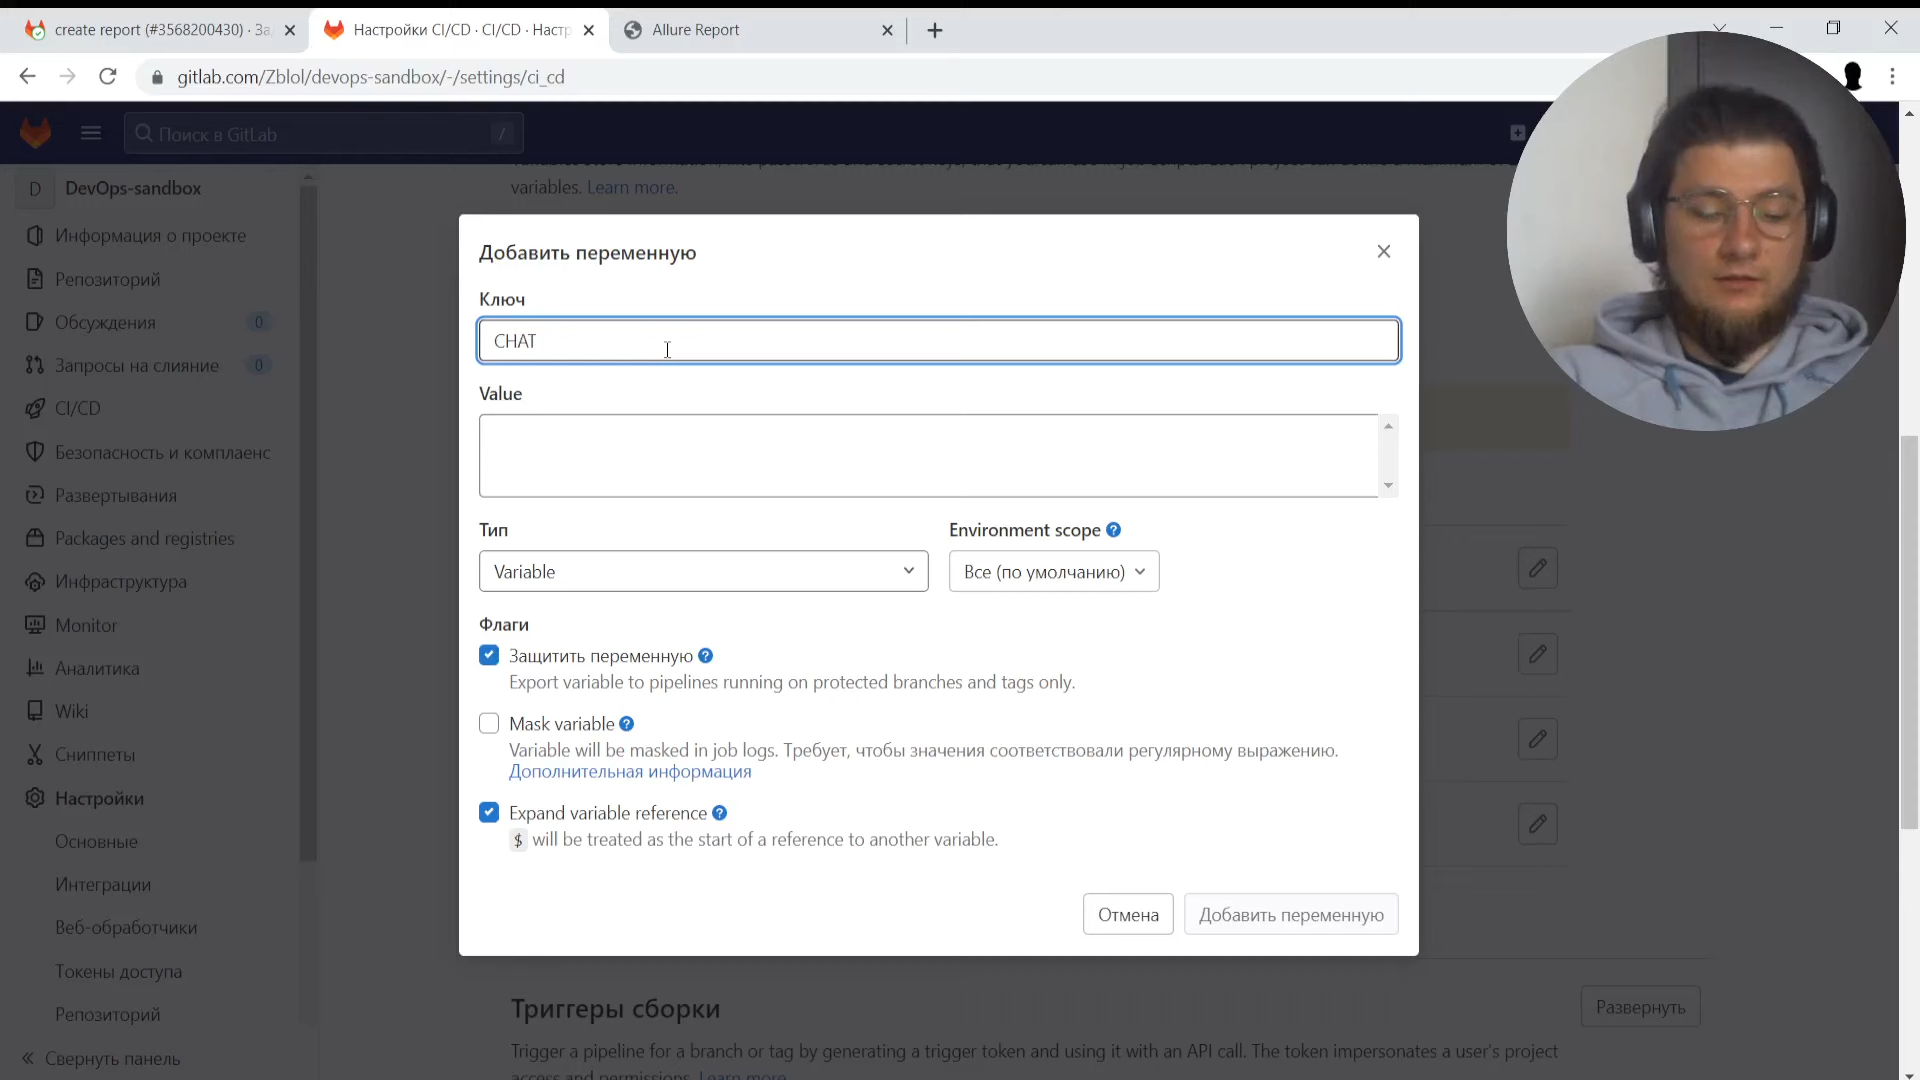 create report (#3568200430) · За
Настройки CI/CD · CI/CD · Настр
Allure Report
gitlab.com/Zblol/devops-sandbox/-/settings/ci_cd
Поиск в GitLab
/
D
DevOps-sandbox
variables. Learn more.
Информация о проекте
Репозиторий
Обсуждения
0
Запросы на слияние
0
CI/CD
Безопасность и комплаенс
Развертывания
Packages and registries
Инфраструктура
Monitor
Аналитика
Wiki
Сниппеты
Настройки
Основные
Интеграции
Веб-обработчики
Токены доступа
Репозиторий
« Свернуть панель
Добавить переменную
Ключ
CHAT
Value
Тип
Environment scope
Variable
Все (по умолчанию)
Флаги
Защитить переменную
Export variable to pipelines running on protected branches and tags only.
Mask variable
Variable will be masked in job logs. Требует, чтобы значения соответствовали регулярному выражению.
Дополнительная информация
Expand variable reference
$ will be treated as the start of a reference to another variable.
Отмена
Добавить переменную
Триггеры сборки
Развернуть
Trigger a pipeline for a branch or tag by generating a trigger token and using it with an API call. The token impersonates a user's project
access and permissions. Learn more.